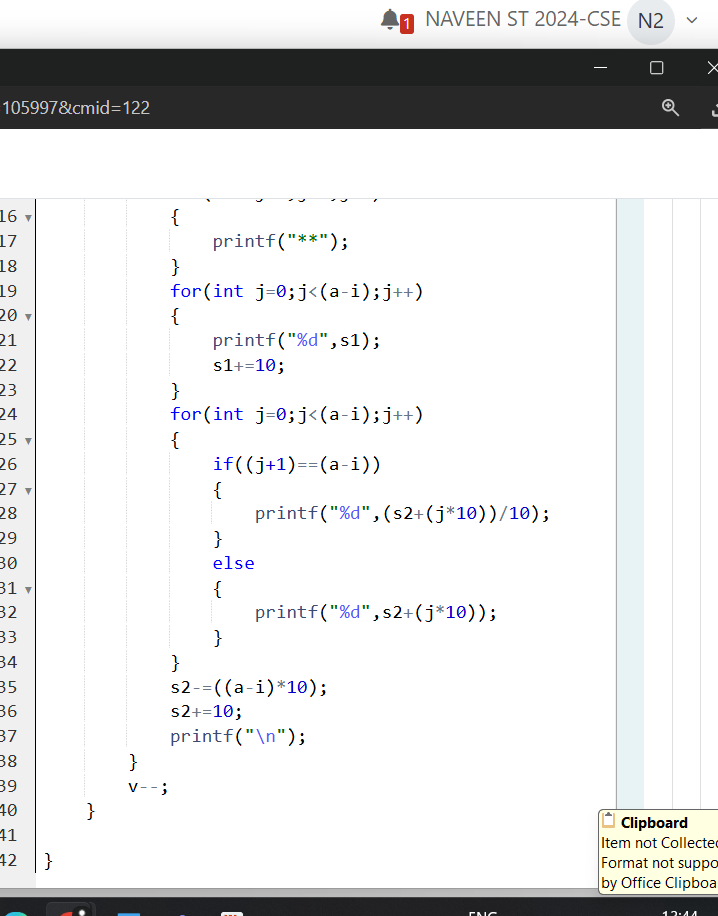 1 NAVEEN ST 2024-CSE N2
105997&cmid=122
16 {
17 printf("**");
18 }
19 for(int j=0;j<(a-i);j++)
20 {
21 printf("%d",s1);
22 s1+=10;
23 }
24 for(int j=0;j<(a-i);j++)
25 {
26 if((j+1)==(a-i))
27 {
28 printf("%d",(s2+(j*10))/10);
29 }
30 else
31 {
32 printf("%d",s2+(j*10));
33 }
34 }
35 s2-=((a-i)*10);
36 s2+=10;
37 printf("\n");
38 }
39 v--;
40 }
41
42 }
Clipboard
Item not Collected
Format not suppo
by Office Clipboa
ENG 12:44